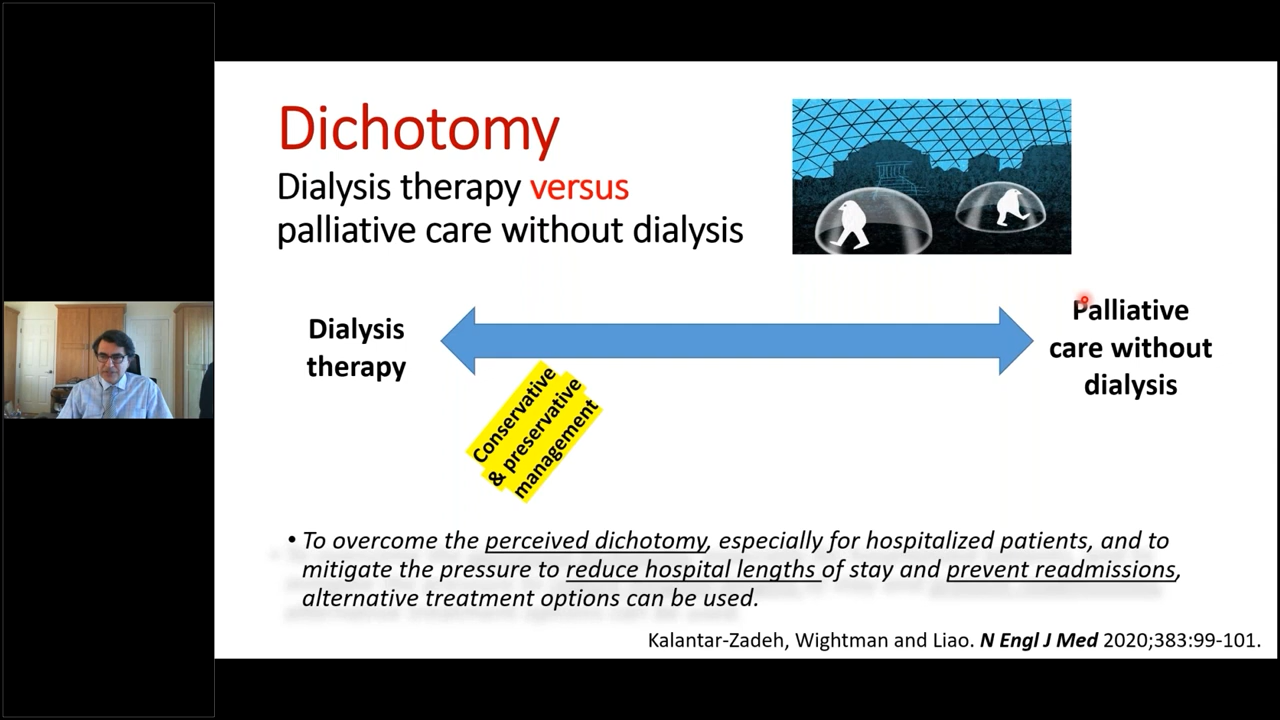 Dichotomy
Dialysis therapy versus
palliative care without dialysis
Dialysis
therapy
Palliative
care without
dialysis
Conservative
& preservative
management
• To overcome the perceived dichotomy, especially for hospitalized patients, and to
mitigate the pressure to reduce hospital lengths of stay and prevent readmissions,
alternative treatment options can be used.
Kalantar-Zadeh, Wightman and Liao. N Engl J Med 2020;383:99-101.